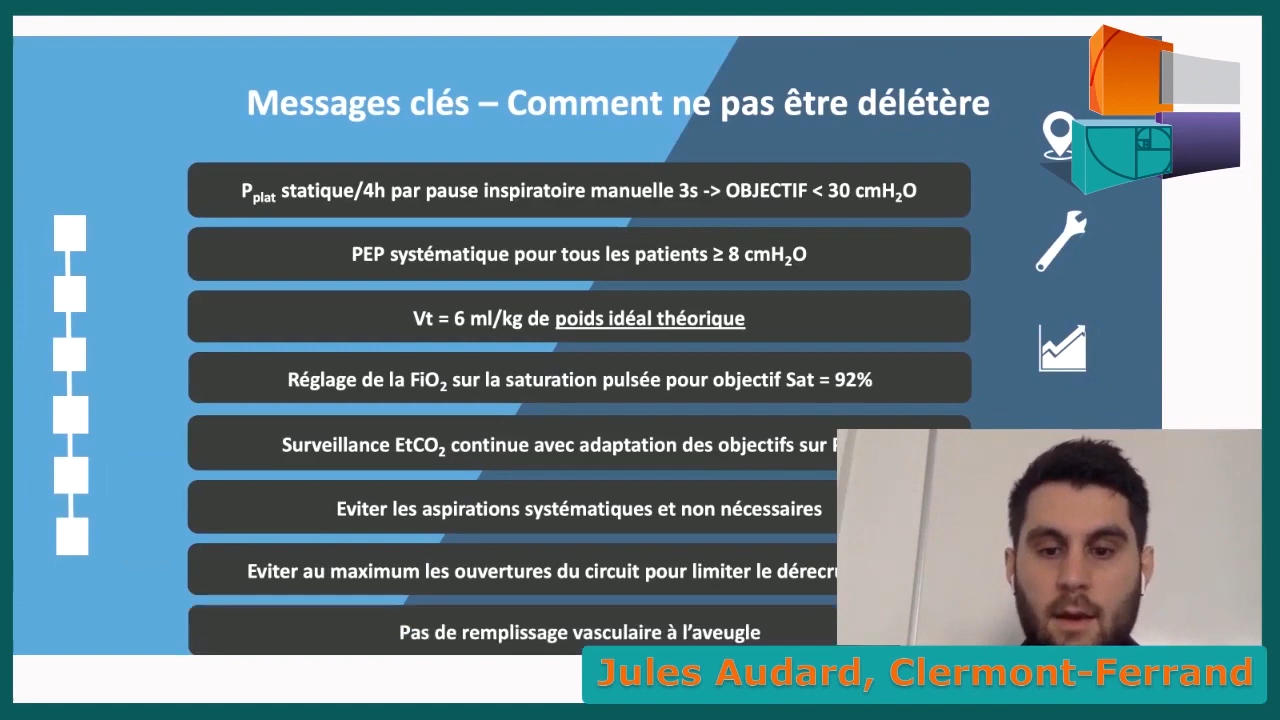 Messages clés – Comment ne pas être délétère
Pplat statique/4h par pause inspiratoire manuelle 3s -> OBJECTIF < 30 cmH2O
PEP systématique pour tous les patients ≥ 8 cmH2O
Vt = 6 ml/kg de poids idéal théorique
Réglage de la FiO2 sur la saturation pulsée pour objectif Sat = 92%
Surveillance EtCO2 continue avec adaptation des objectifs sur
Eviter les aspirations systématiques et non nécessaires
Eviter au maximum les ouvertures du circuit pour limiter le
Pas de remplissage vasculaire à l’aveugle
Jules Audard, Clermont-Ferrand